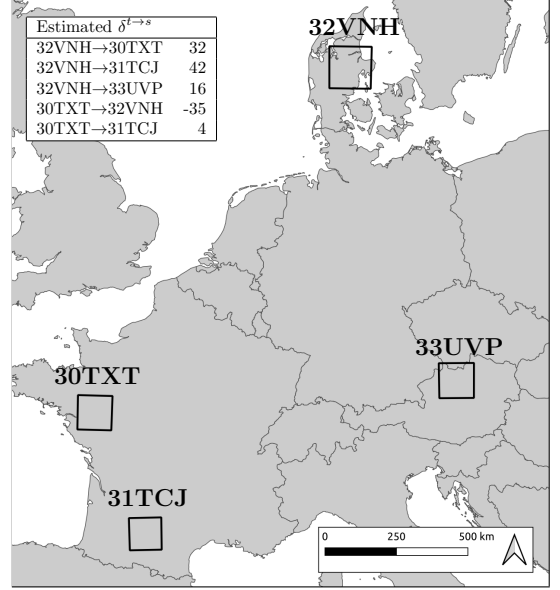 Estimated δ^{t→s}
32VNH→30TXT 32
32VNH→31TCJ 42
32VNH→33UVP 16
30TXT→32VNH -35
30TXT→31TCJ 4
32VNH
33UVP
30TXT
31TCJ
0 250 500 km